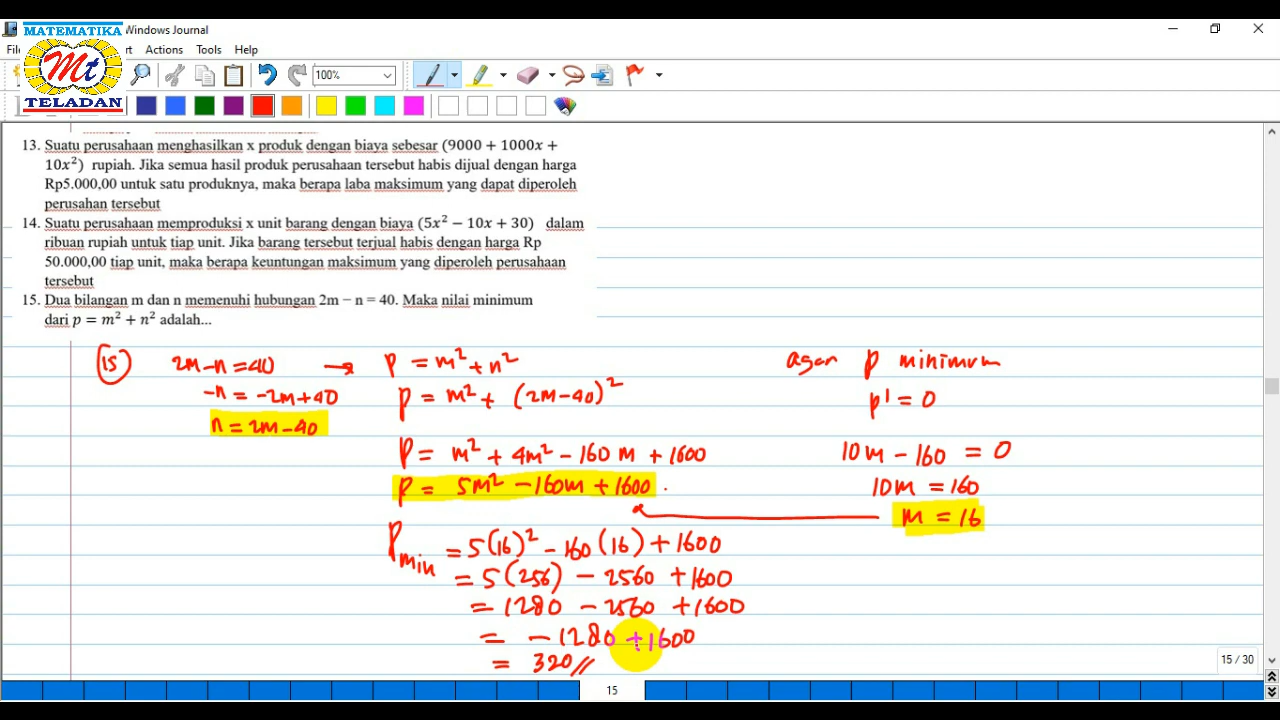 MATEMATIKA
Mt
TELADAN
Windows Journal
Actions Tools Help
100%
13. Suatu perusahaan menghasilkan x produk dengan biaya sebesar (9000 + 1000x +
10x²) rupiah. Jika semua hasil produk perusahaan tersebut habis dijual dengan harga
Rp5.000,00 untuk satu produknya, maka berapa laba maksimum yang dapat diperoleh
perusahan tersebut
14. Suatu perusahaan memproduksi x unit barang dengan biaya (5x² − 10x + 30) dalam
ribuan rupiah untuk tiap unit. Jika barang tersebut terjual habis dengan harga Rp
50.000,00 tiap unit, maka berapa keuntungan maksimum yang diperoleh perusahaan
tersebut
15. Dua bilangan m dan n memenuhi hubungan 2m − n = 40. Maka nilai minimum
dari p = m² + n² adalah...
15 2m-n=40 → p = m² + n²
-n = -2m+40
n = 2m-40
p = m² + (2m-40)²
p = m² + 4m² - 160m + 1600
p = 5m² - 160m + 1600
agar p minimum
p' = 0
10m - 160 = 0
10m = 160
m = 16
Pmin = 5(16)² - 160(16) + 1600
= 5(256) - 2560 + 1600
= 1280 - 2560 + 1600
= -1280 + 1600
= 320//
15 / 30
15